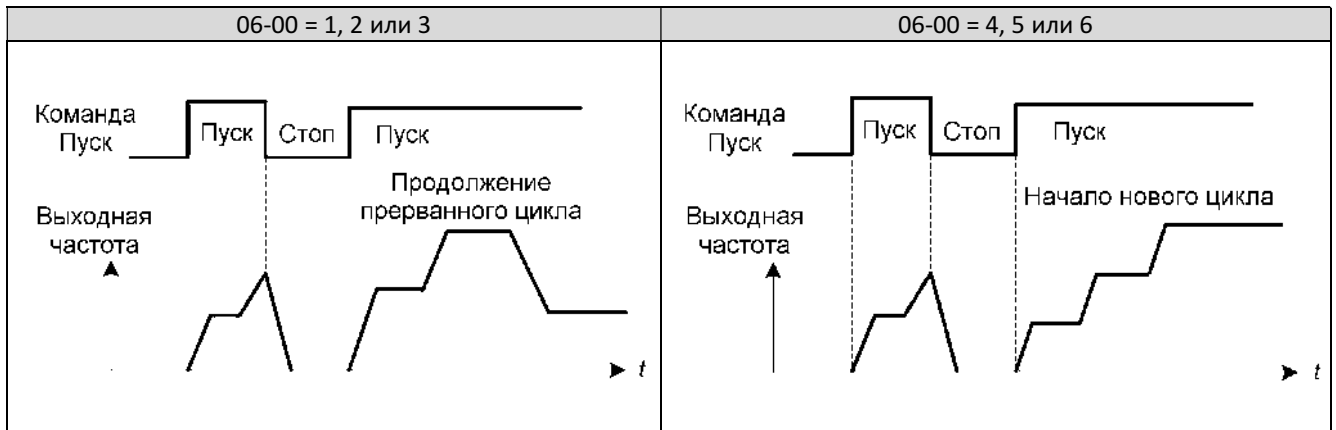 06-00 = 1, 2 или 3
Команда
Пуск
Пуск
Стоп
Пуск
Продолжение
прерванного цикла
Выходная
частота
t
06-00 = 4, 5 или 6
Команда
Пуск
Пуск
Стоп
Пуск
Начало нового цикла
Выходная
частота
t